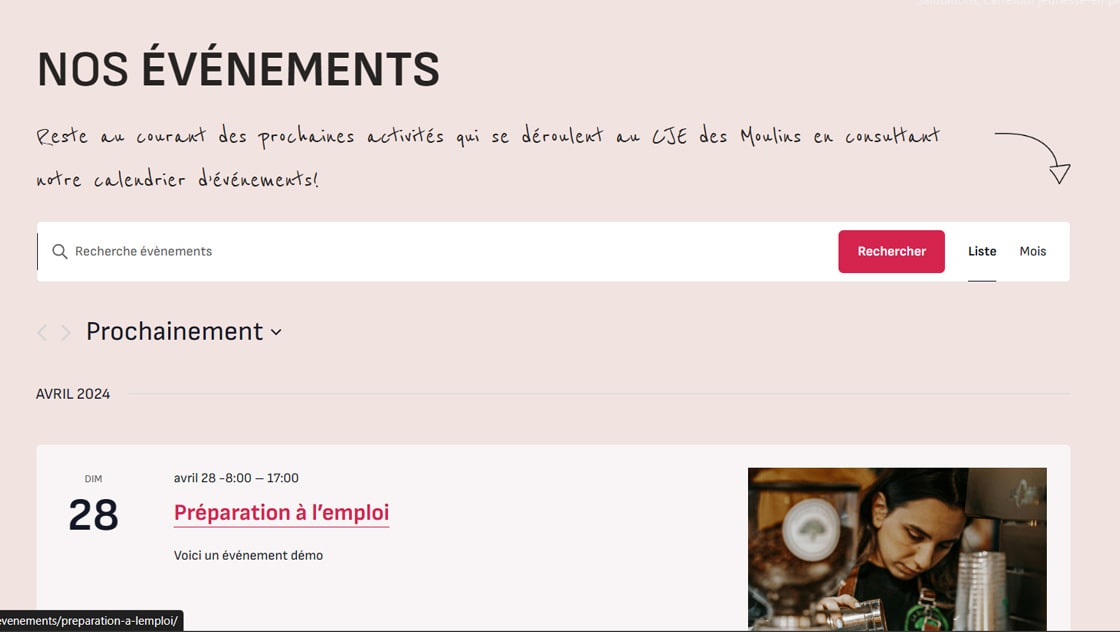 NOS ÉVÉNEMENTS
Reste au courant des prochaines activités qui se déroulent au CJE des Moulins en consultant
notre calendrier d'événements!
Recherche évènements
Rechercher
Liste
Mois
Prochainement
AVRIL 2024
DIM
28
avril 28 -8:00 – 17:00
Préparation à l'emploi
Voici un événement démo
evenements/preparation-a-lemploi/